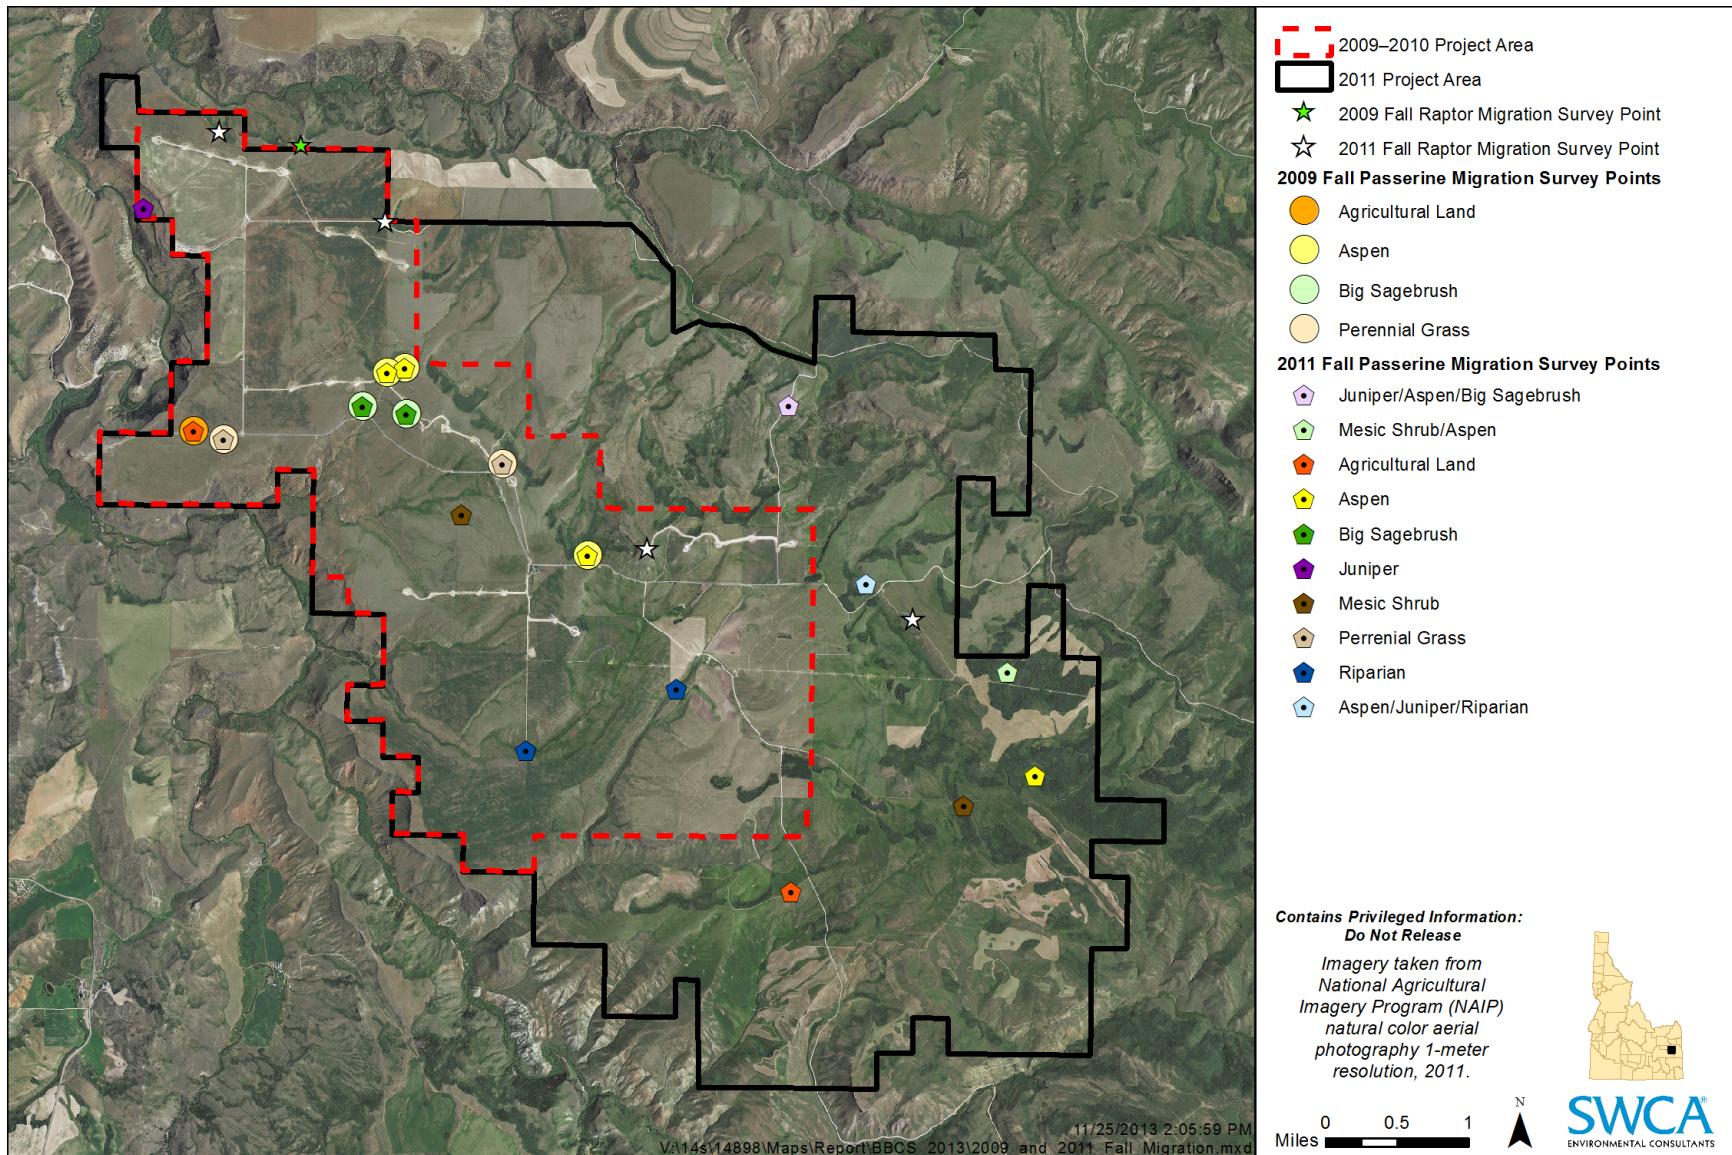 2009–2010 Project Area
2011 Project Area
2009 Fall Raptor Migration Survey Point
2011 Fall Raptor Migration Survey Point
2009 Fall Passerine Migration Survey Points
Agricultural Land
Aspen
Big Sagebrush
Perennial Grass
2011 Fall Passerine Migration Survey Points
Juniper/Aspen/Big Sagebrush
Mesic Shrub/Aspen
Agricultural Land
Aspen
Big Sagebrush
Juniper
Mesic Shrub
Perrenial Grass
Riparian
Aspen/Juniper/Riparian
Contains Privileged Information:
Do Not Release
Imagery taken from
National Agricultural
Imagery Program (NAIP)
natural color aerial
photography 1-meter
resolution, 2011.
N
0 0.5 1
Miles
SWCA®
ENVIRONMENTAL CONSULTANTS
11/25/2013 2:05:59 PM
V:\14s\14898\Maps\Report\BBCS_2013\2009_and_2011_Fall_Migration.mxd